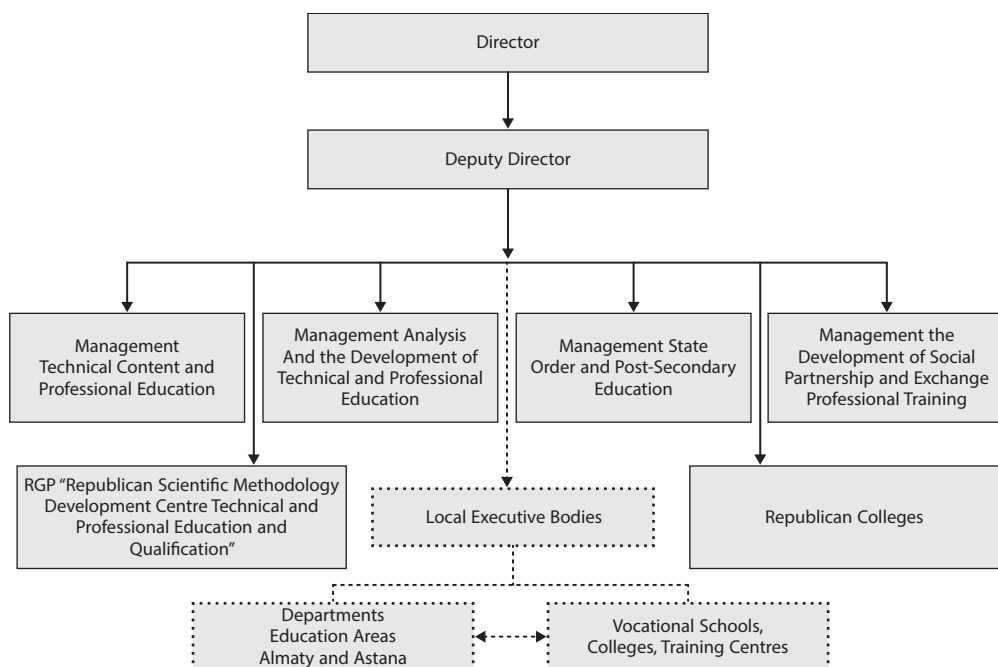 Director
Deputy Director
Management
Technical Content and
Professional Education
Management Analysis
And the Development of
Technical and Professional
Education
Management State
Order and Post-Secondary
Education
Management the
Development of Social
Partnership and Exchange
Professional Training
RGP “Republican Scientific Methodology
Development Centre Technical and
Professional Education and
Qualification”
Local Executive Bodies
Republican Colleges
Departments
Education Areas
Almaty and Astana
Vocational Schools,
Colleges, Training Centres